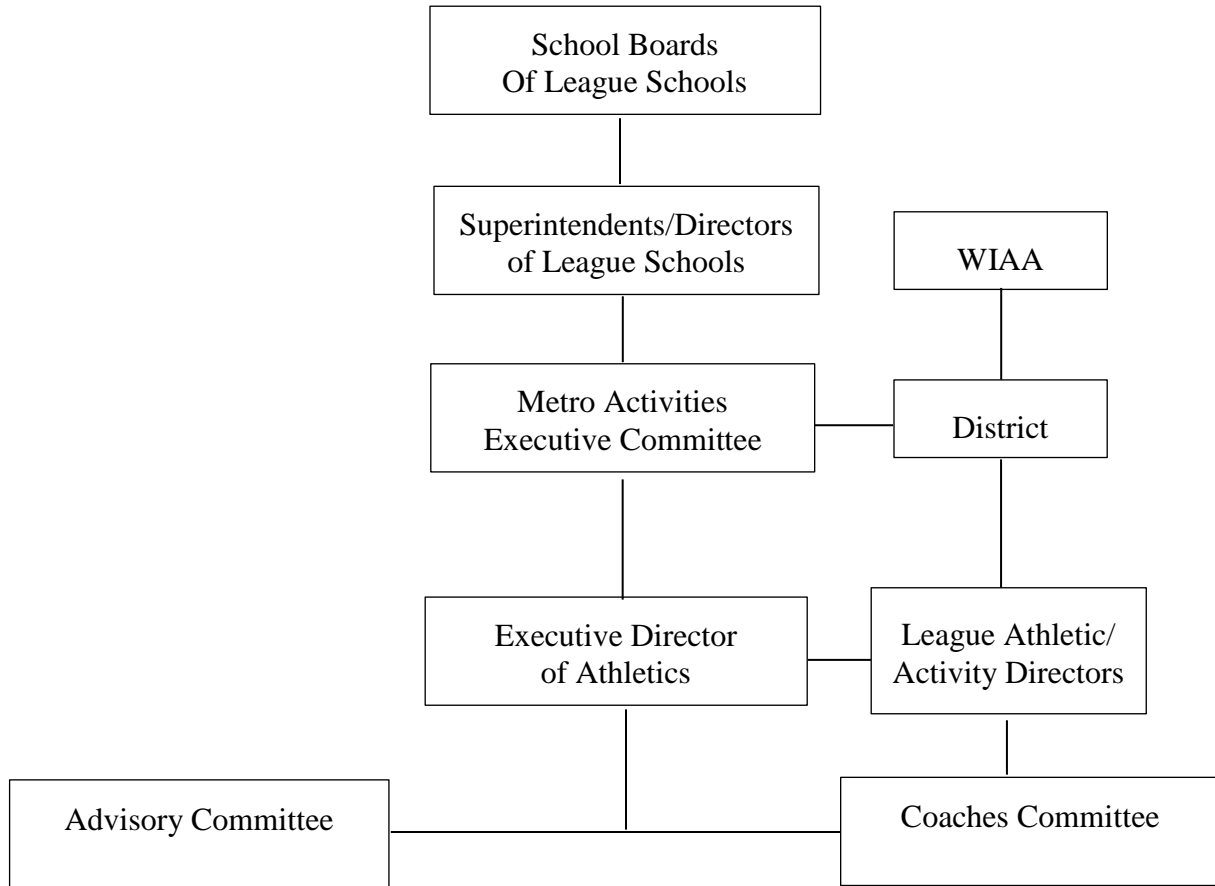 School Boards
Of League Schools
Superintendents/Directors
of League Schools
WIAA
Metro Activities
Executive Committee
District
Executive Director
of Athletics
League Athletic/
Activity Directors
Advisory Committee
Coaches Committee